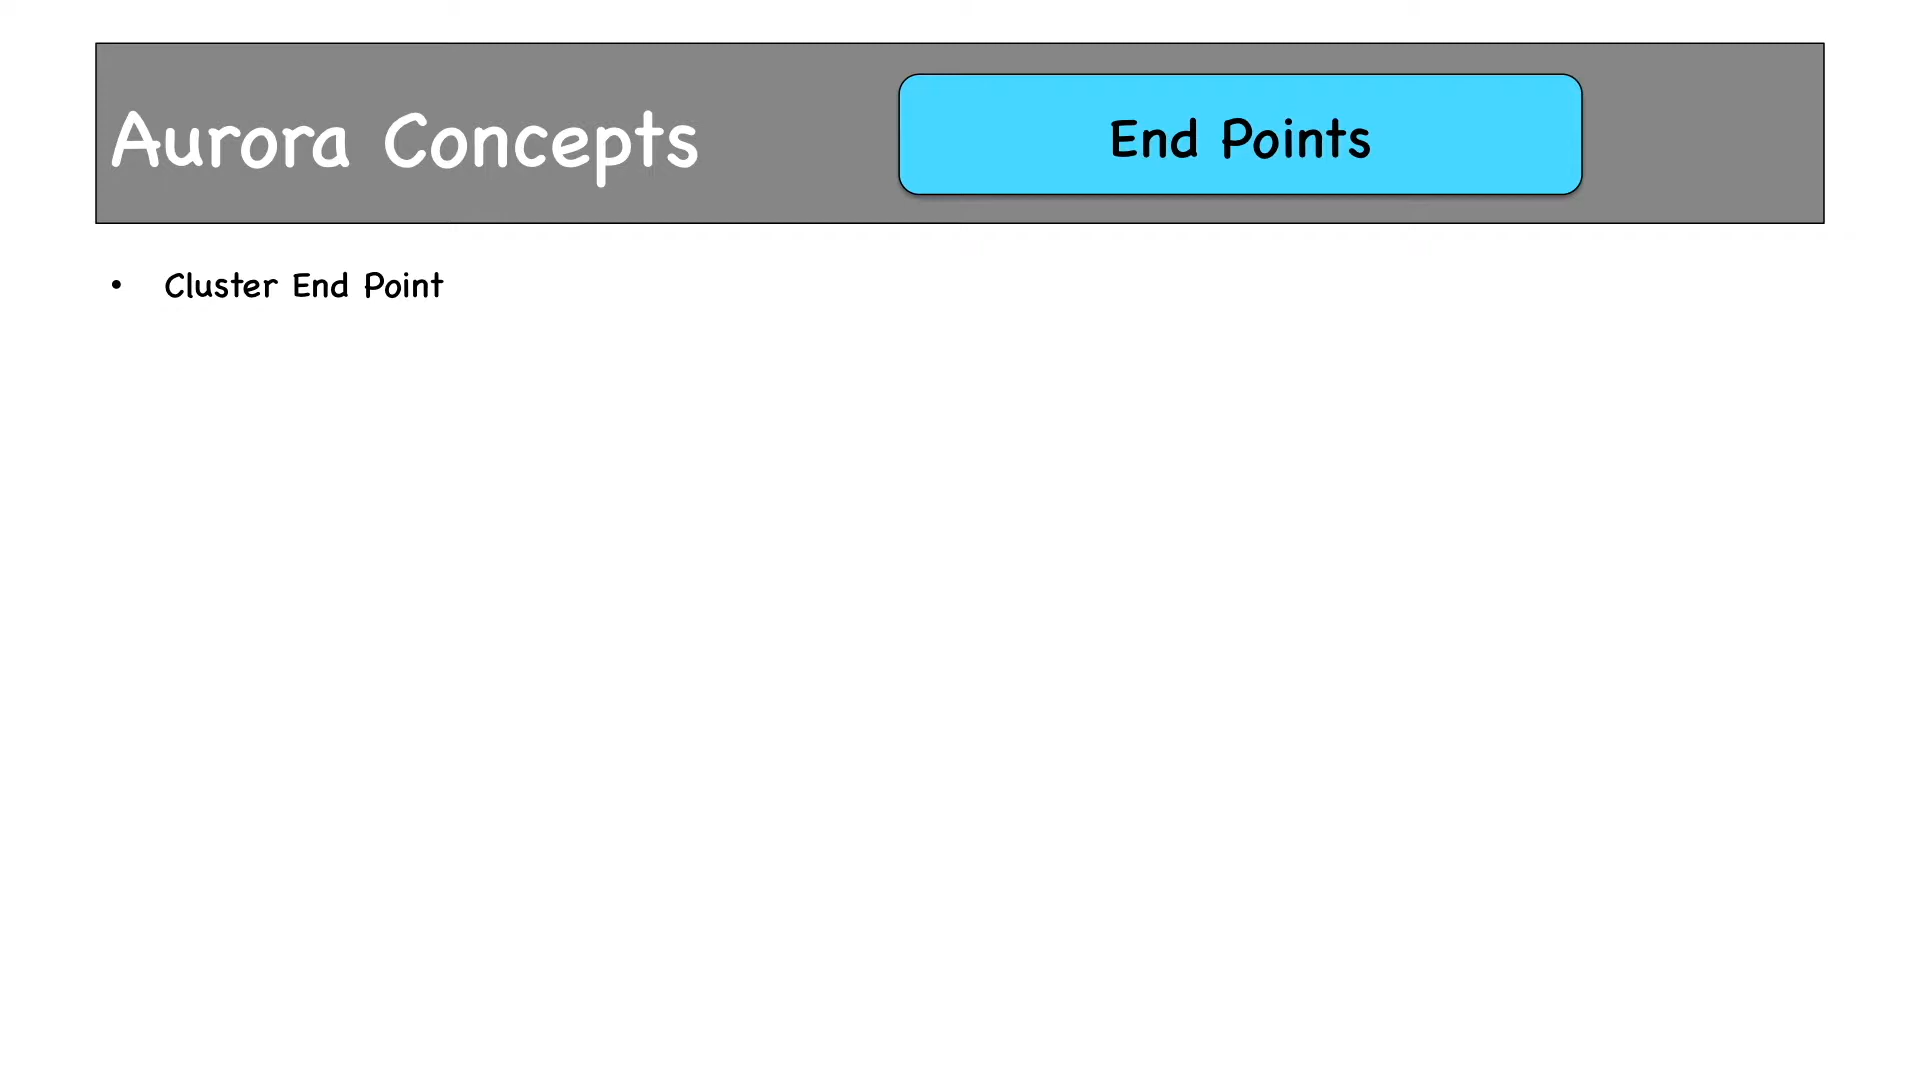 Aurora Concepts
End Points
• Cluster End Point